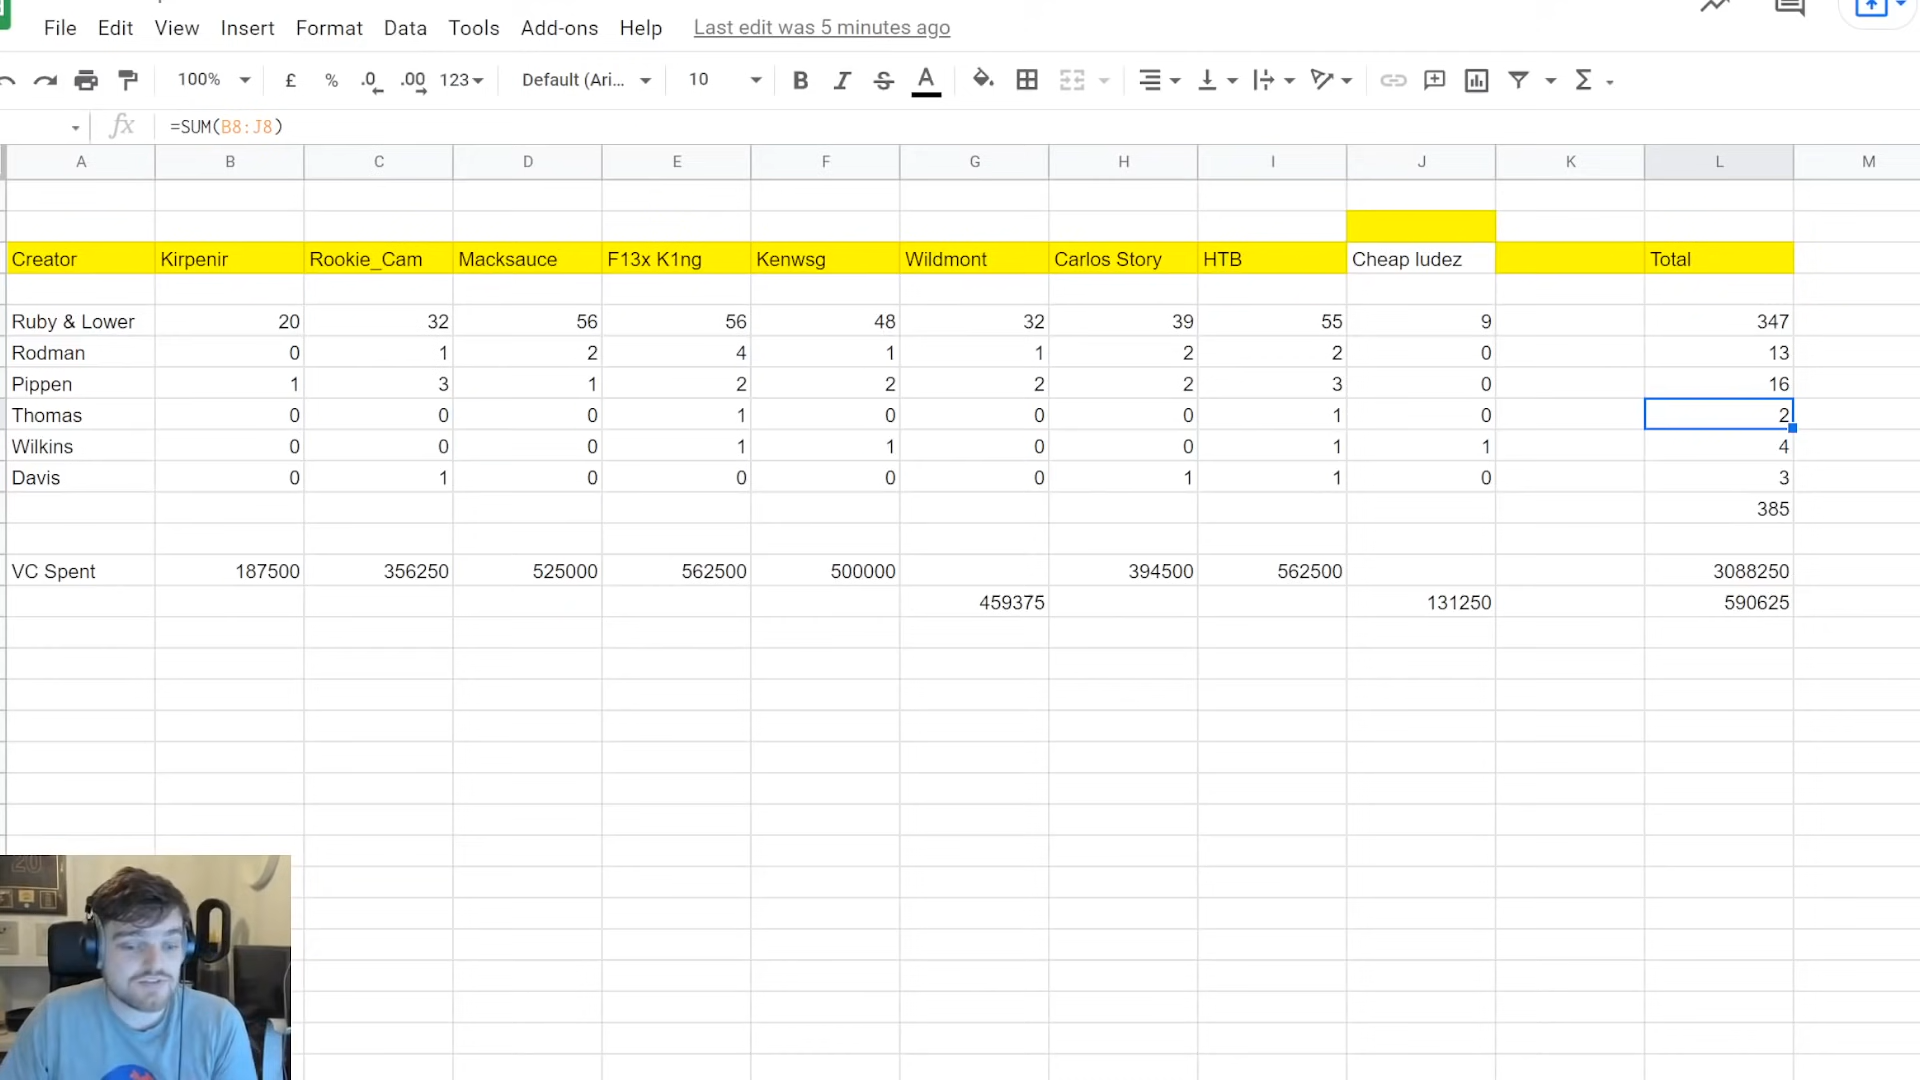 File Edit View Insert Format Data Tools Add-ons Help Last edit was 5 minutes ago
100% £ % .0 .00 123 Default (Ari... 10 B I S A Σ
fx =SUM(B8:J8)
A B C D E F G H I J K L M
Creator Kirpenir Rookie_Cam Macksauce F13x K1ng Kenwsg Wildmont Carlos Story HTB Cheap ludez Total
Ruby & Lower 20 32 56 56 48 32 39 55 9 347
Rodman 0 1 2 4 1 1 2 2 0 13
Pippen 1 3 1 2 2 2 2 3 0 16
Thomas 0 0 0 1 0 0 0 1 0 2
Wilkins 0 0 0 1 1 0 0 1 1 4
Davis 0 1 0 0 0 0 1 1 0 3
385
VC Spent 187500 356250 525000 562500 500000 394500 562500 3088250
459375 131250 590625
20